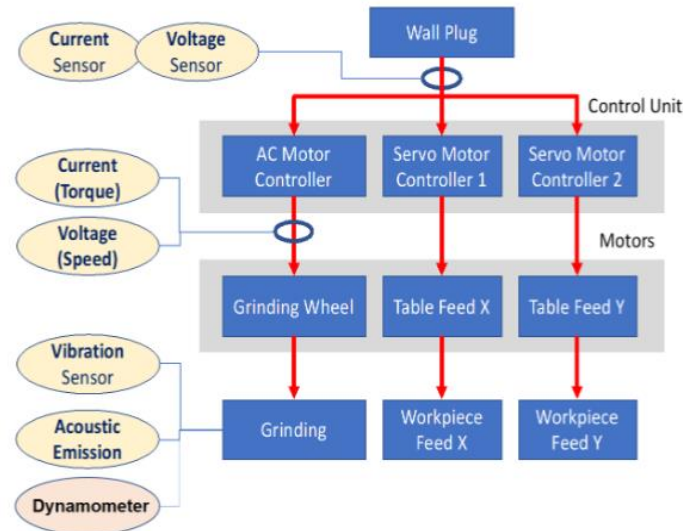 Current
Sensor
Voltage
Sensor
Wall Plug
Control Unit
AC Motor
Controller
Servo Motor
Controller 1
Servo Motor
Controller 2
Current
(Torque)
Voltage
(Speed)
Motors
Grinding Wheel
Table Feed X
Table Feed Y
Vibration
Sensor
Acoustic
Emission
Dynamometer
Grinding
Workpiece
Feed X
Workpiece
Feed Y